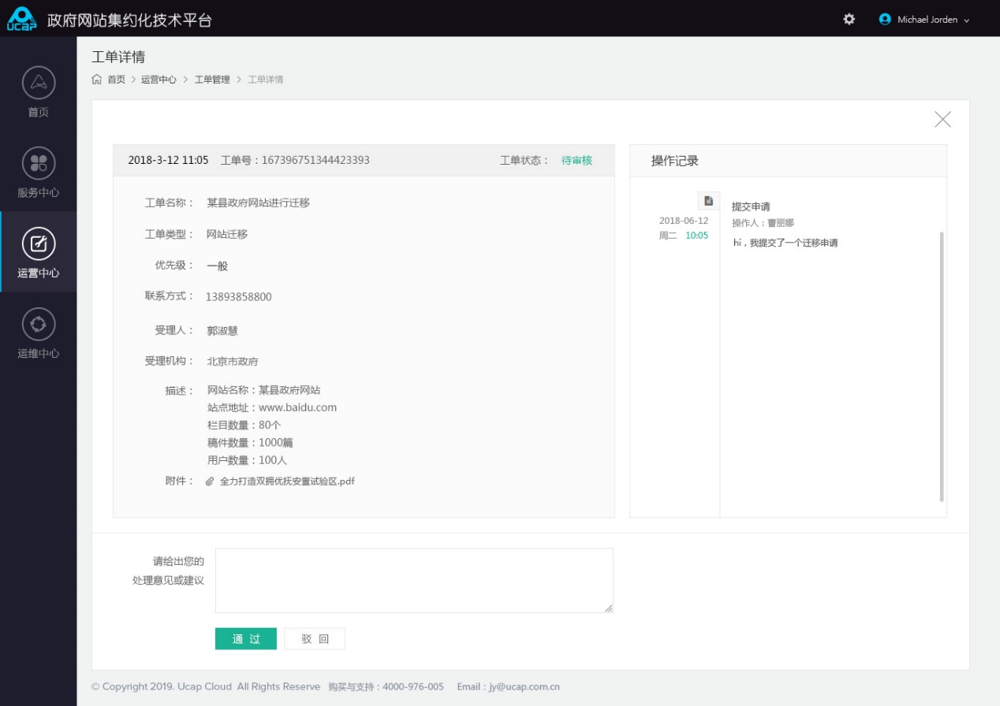 ucap 政府网站集约化技术平台
Michael Jorden
首页
服务中心
运营中心
运维中心
工单详情
首页 > 运营中心 > 工单管理 > 工单详情
2018-3-12 11:05 工单号：167396751344423393 工单状态： 待审核
工单名称： 某县政府网站进行迁移
工单类型： 网站迁移
优先级： 一般
联系方式： 13893858800
受理人： 郭淑慧
受理机构： 北京市政府
描述： 网站名称：某县政府网站
站点地址：www.baidu.com
栏目数量：80个
稿件数量：1000篇
用户数量：100人
附件： 全力打造双拥优抚安置试验区.pdf
操作记录
2018-06-12
周二 10:05
提交申请
操作人：曹丽娜
hi，我提交了一个迁移申请
请给出您的
处理意见或建议
通 过 驳 回
© Copyright 2019. Ucap Cloud All Rights Reserve 购买与支持：4000-976-005 Email：jy@ucap.com.cn